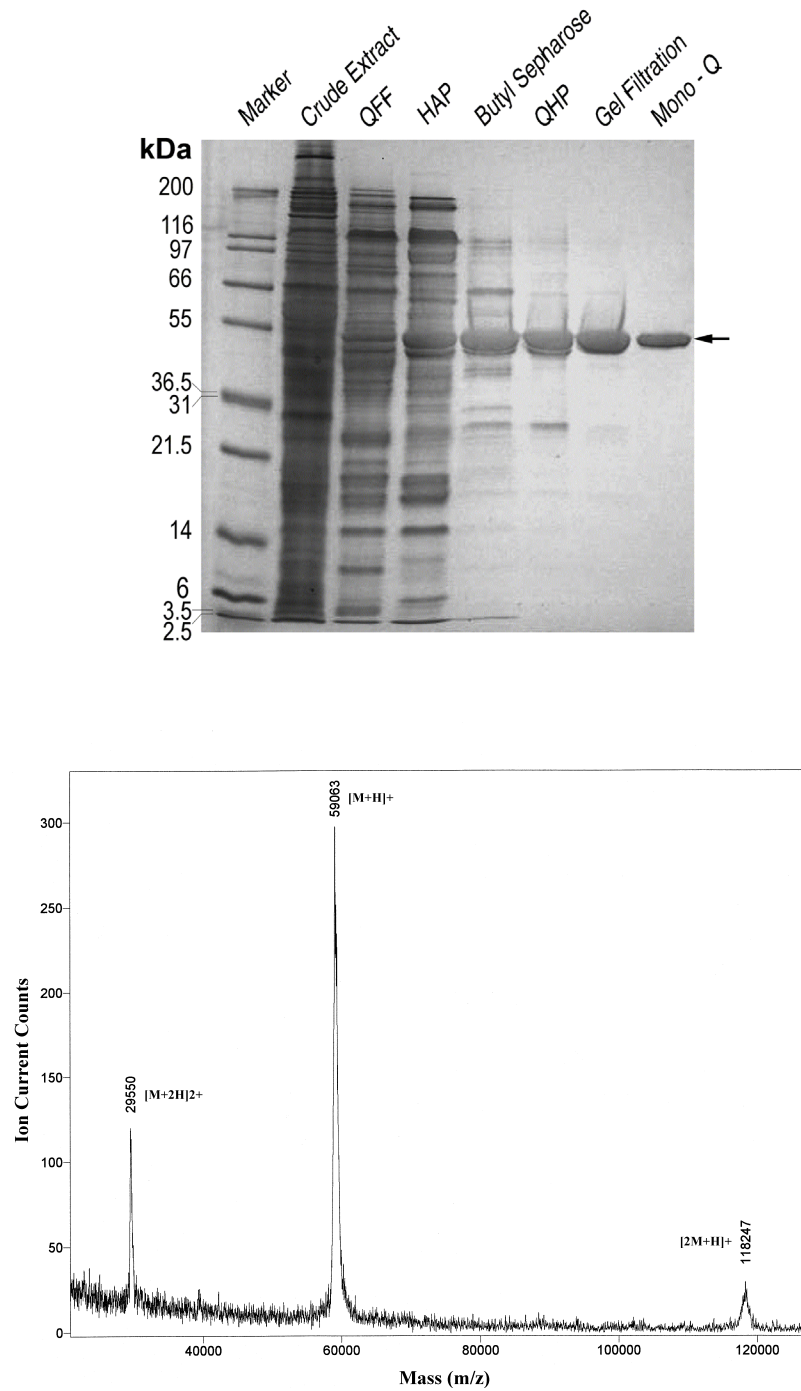 Marker
Crude Extract
QFF
HAP
Butyl Sepharose
QHP
Gel Filtration
Mono - Q
kDa
200
116
97
66
55
36.5
31
21.5
14
6
3.5
2.5
59063 [M+H]+
29550 [M+2H]2+
[2M+H]+ 118247
Ion Current Counts
300
250
200
150
100
50
0
40000 60000 80000 100000 120000
Mass (m/z)